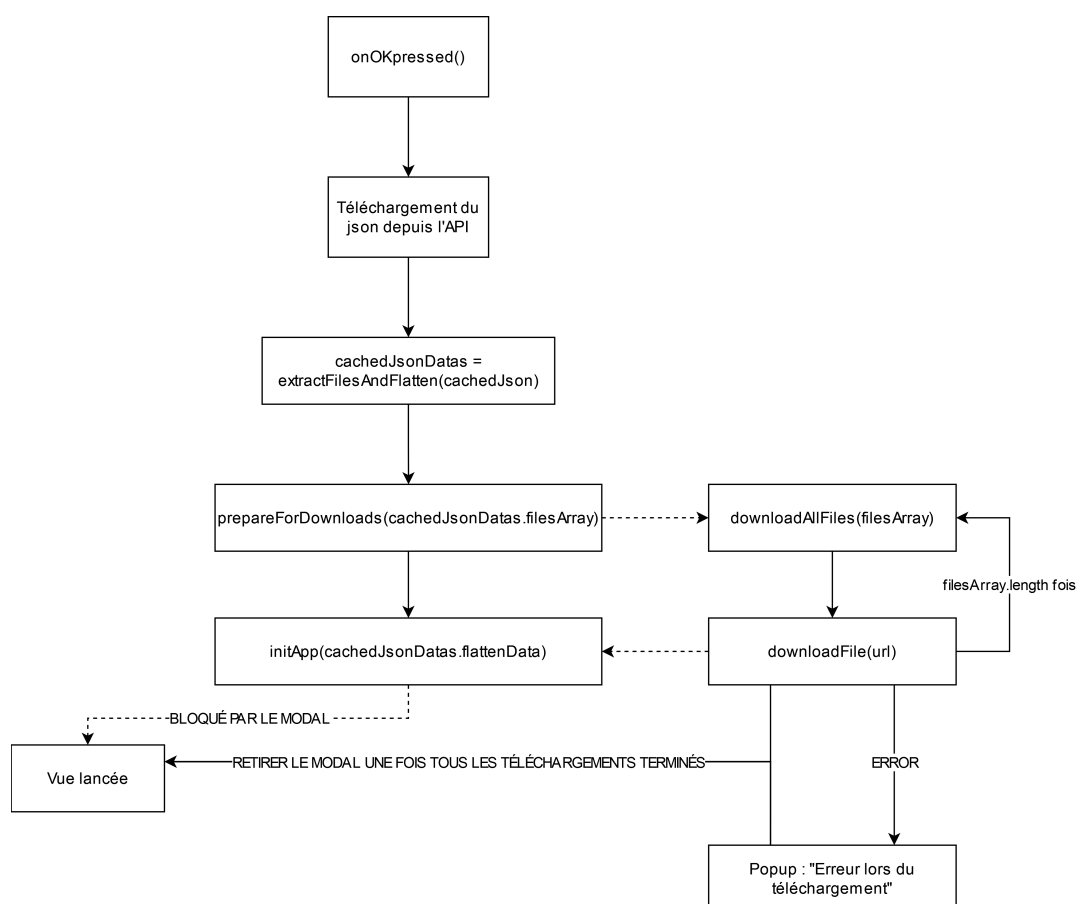 onOKpressed()
Téléchargement du
json depuis l'API
cachedJsonDatas =
extractFilesAndFlatten(cachedJson)
prepareForDownloads(cachedJsonDatas.filesArray)
downloadAllFiles(filesArray)
filesArray.length fois
initApp(cachedJsonDatas.flattenData)
downloadFile(url)
BLOQUÉ PAR LE MODAL
Vue lancée
RETIRER LE MODAL UNE FOIS TOUS LES TÉLÉCHARGEMENTS TERMINÉS
ERROR
Popup : "Erreur lors du
téléchargement"